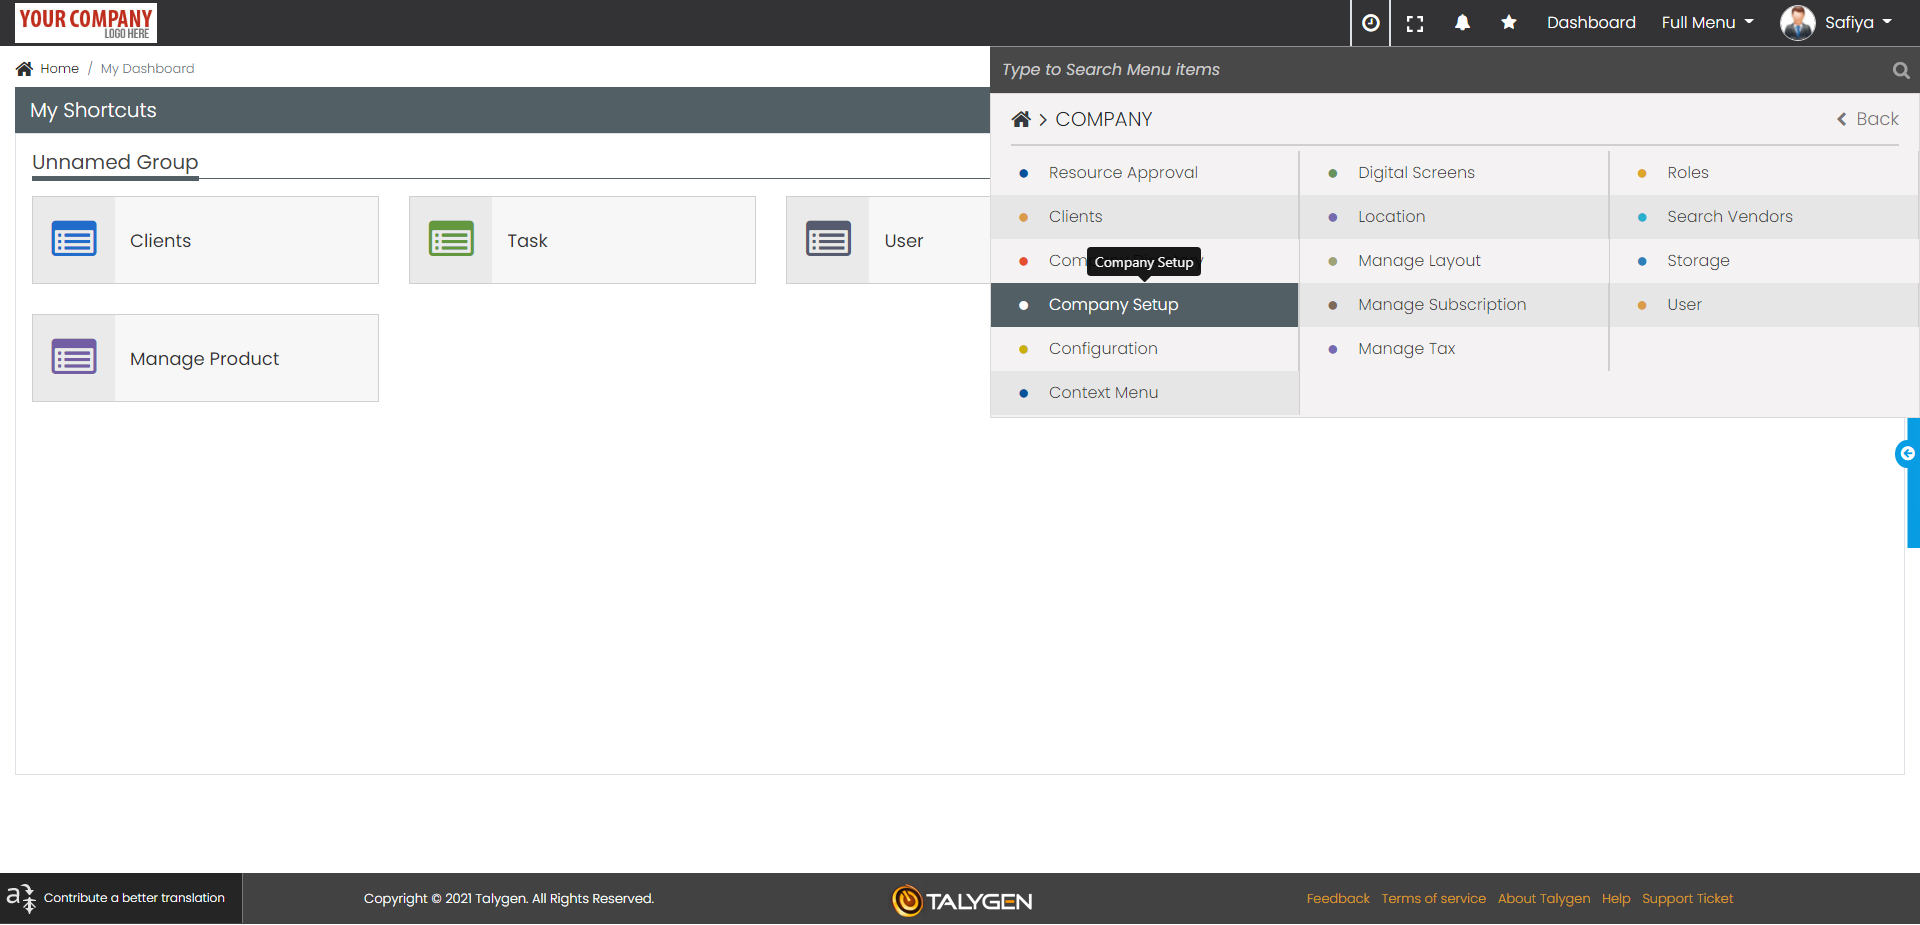 YOUR COMPANY
LOGO HERE
Dashboard
Full Menu
Safiya
Home / My Dashboard
Type to Search Menu items
My Shortcuts
COMPANY
Back
Unnamed Group
Clients
Task
User
Manage Product
Resource Approval
Clients
Company Setup
Company Setup
Configuration
Context Menu
Digital Screens
Location
Manage Layout
Manage Subscription
Manage Tax
Roles
Search Vendors
Storage
User
Contribute a better translation
Copyright © 2021 Talygen. All Rights Reserved.
TALYGEN
Feedback Terms of service About Talygen Help Support Ticket